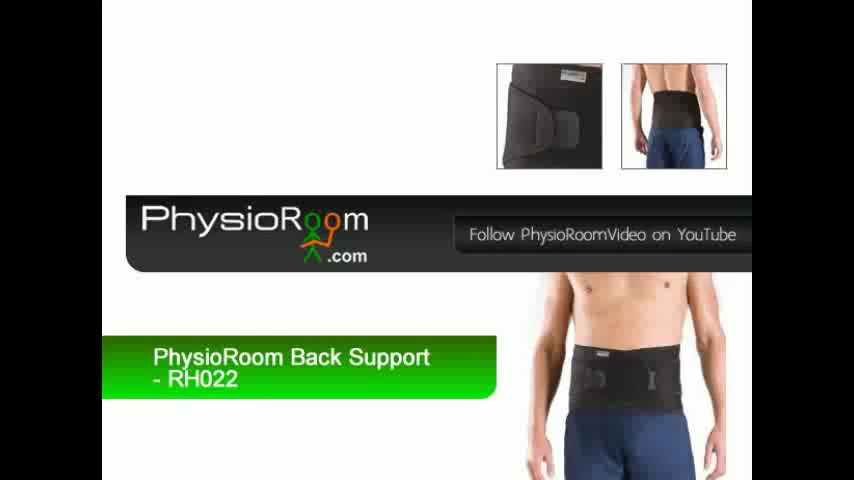 PhysioRoom
.com
Follow PhysioRoomVideo on YouTube
PhysioRoom Back Support
- RH022